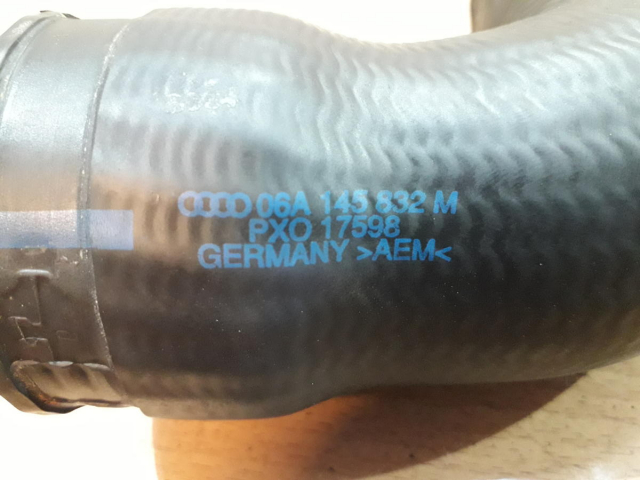 06A 145 832 M
PXO 17598
GERMANY >AEM<